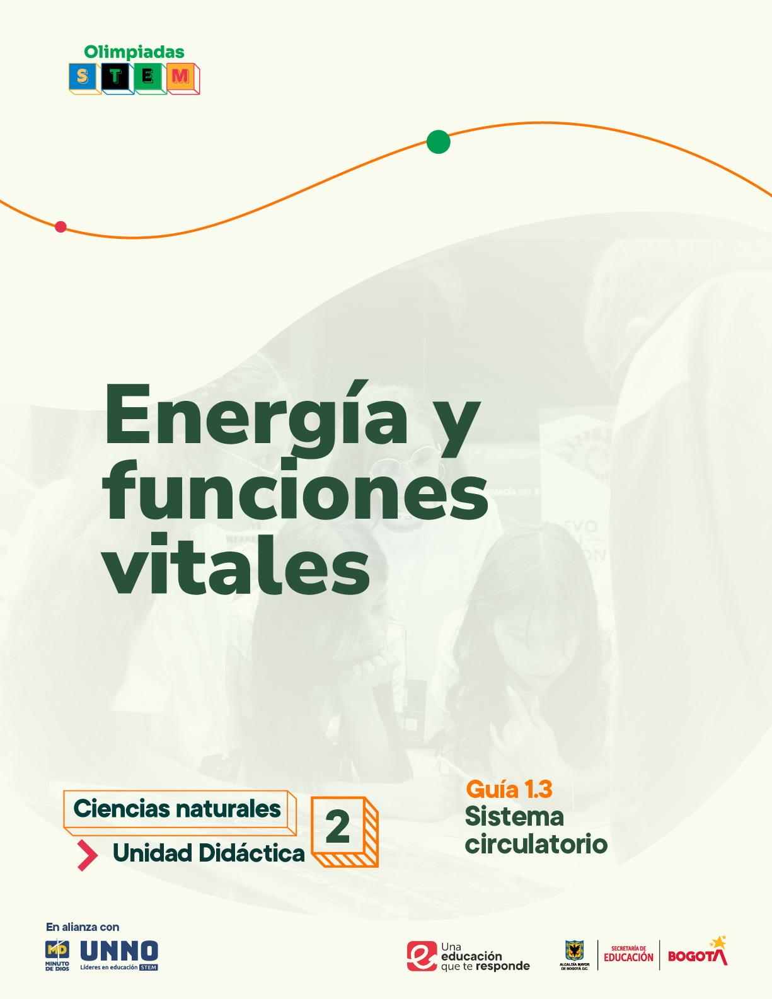 Olimpiadas
STEM
Energía y
funciones
vitales
Ciencias naturales
Unidad Didáctica
2
Guía 1.3
Sistema
circulatorio
En alianza con
MD
MINUTO
DE DIOS
UNNO
Líderes en educación STEM
e
Una
educación
que te responde
ALCALDÍA MAYOR
DE BOGOTÁ D.C.
SECRETARÍA DE
EDUCACIÓN
BOGOTÁ